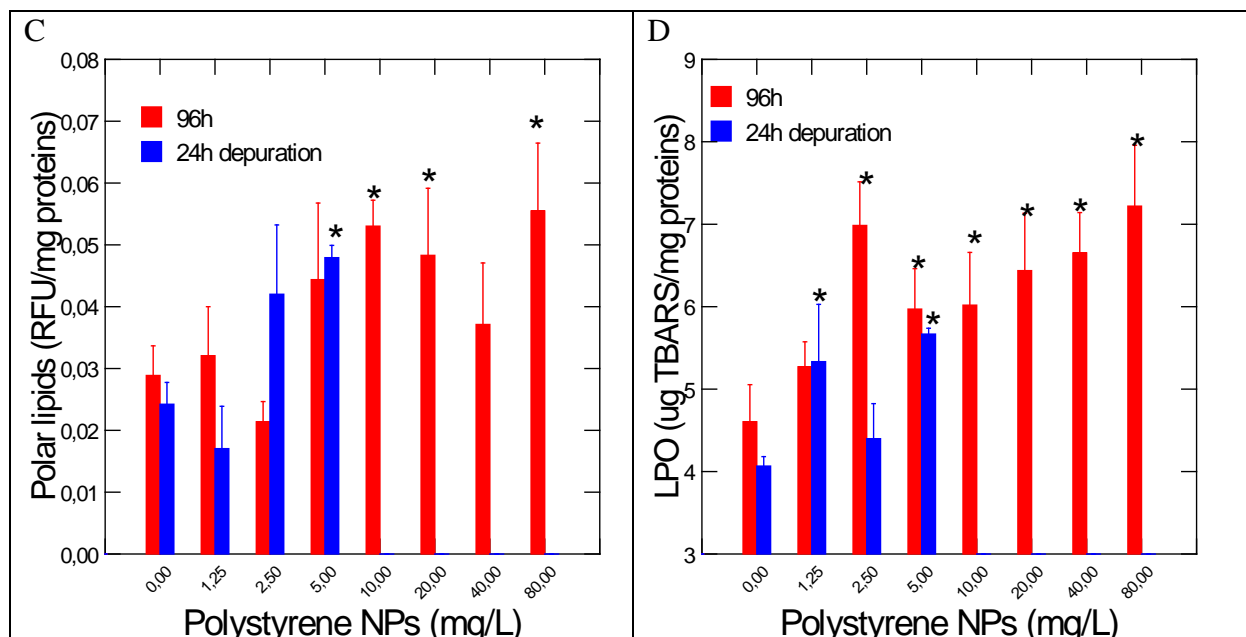 C
0,08
0,07
0,06
0,05
0,04
0,03
0,02
0,01
0,00
Polar lipids (RFU/mg proteins)
96h
24h depuration
*
*
*
*
0,00 1,25 2,50 5,00 10,00 20,00 40,00 80,00
Polystyrene NPs (mg/L)
D
9
8
7
6
5
4
3
LPO (ug TBARS/mg proteins)
96h
24h depuration
*
*
*
*
*
*
*
*
0,00 1,25 2,50 5,00 10,00 20,00 40,00 80,00
Polystyrene NPs (mg/L)